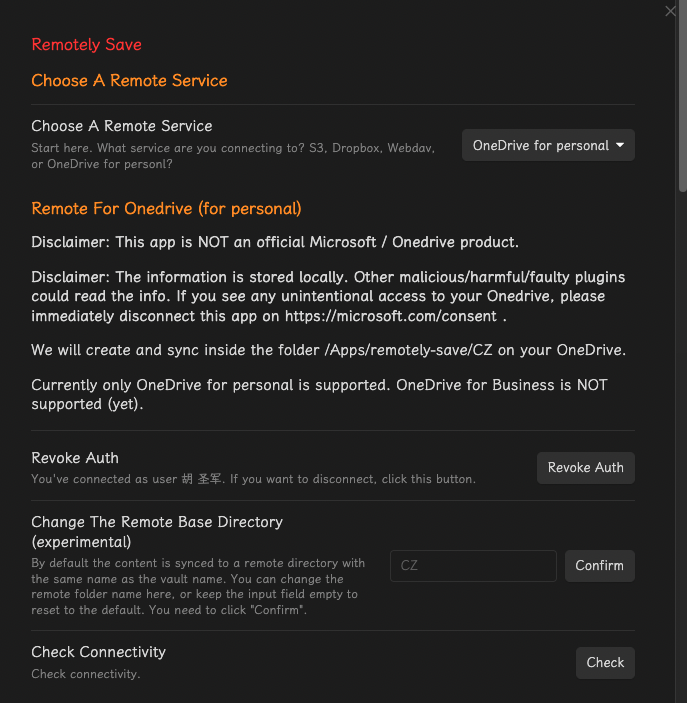 Remotely Save
Choose A Remote Service
Choose A Remote Service
Start here. What service are you connecting to? S3, Dropbox, Webdav,
or OneDrive for personl?
OneDrive for personal
Remote For Onedrive (for personal)
Disclaimer: This app is NOT an official Microsoft / Onedrive product.
Disclaimer: The information is stored locally. Other malicious/harmful/faulty plugins
could read the info. If you see any unintentional access to your Onedrive, please
immediately disconnect this app on https://microsoft.com/consent .
We will create and sync inside the folder /Apps/remotely-save/CZ on your OneDrive.
Currently only OneDrive for personal is supported. OneDrive for Business is NOT
supported (yet).
Revoke Auth
You've connected as user 胡 圣军. If you want to disconnect, click this button.
Revoke Auth
Change The Remote Base Directory
(experimental)
By default the content is synced to a remote directory with
the same name as the vault name. You can change the
remote folder name here, or keep the input field empty to
reset to the default. You need to click "Confirm".
CZ
Confirm
Check Connectivity
Check connectivity.
Check